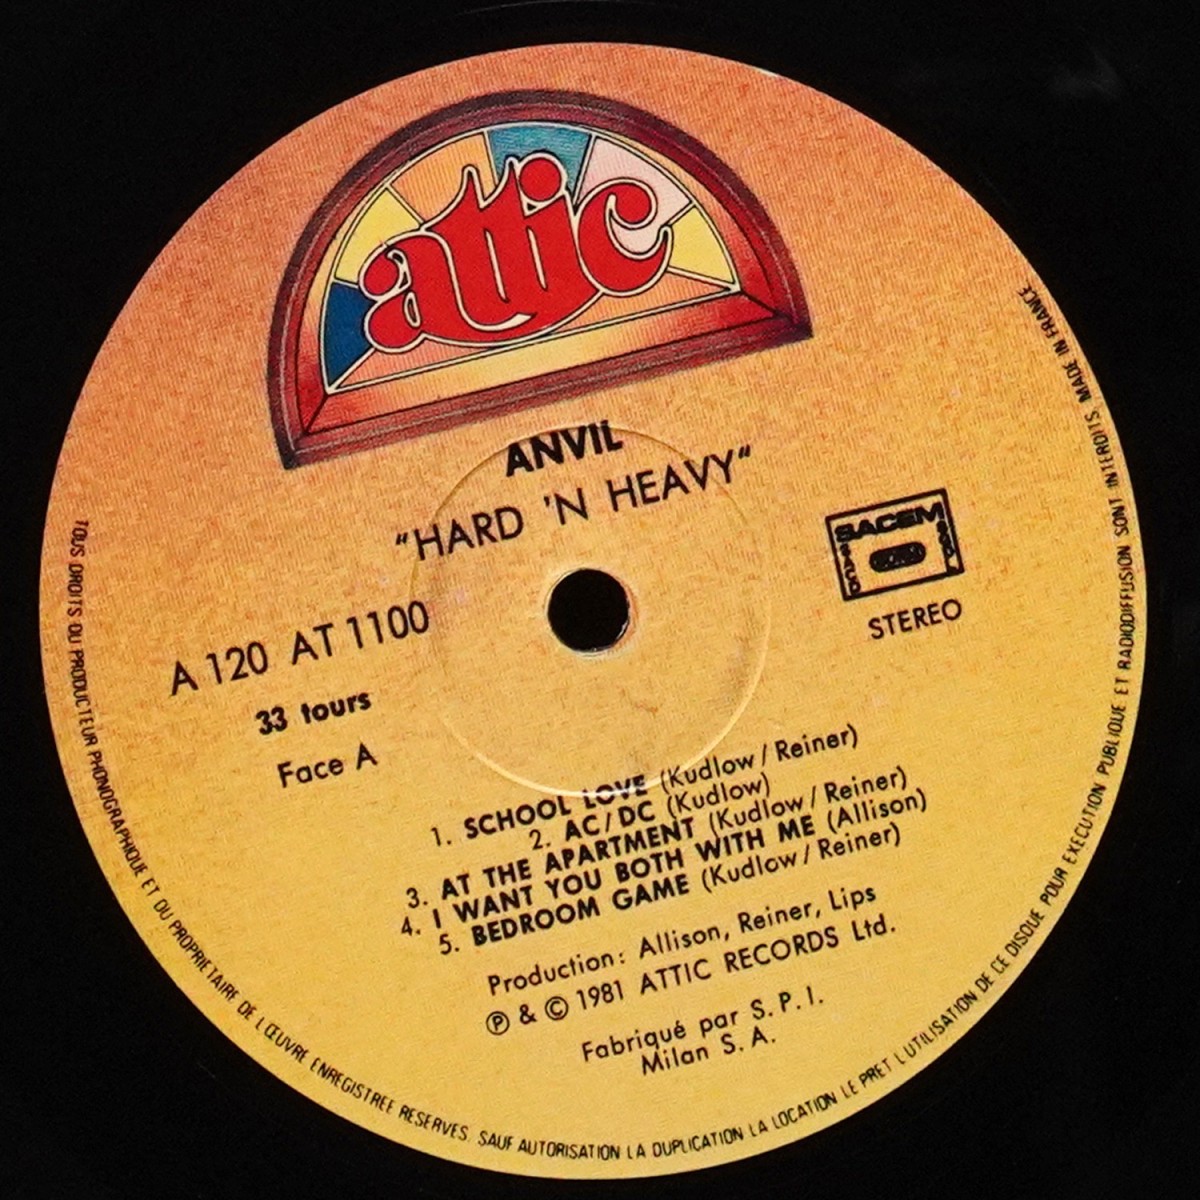 attic
ANVIL
"HARD 'N HEAVY"
A 120 AT 1100
33 tours
Face A
SACEM
STEREO
1. SCHOOL LOVE (Kudlow / Reiner)
2. AC/DC (Kudlow)
3. AT THE APARTMENT (Kudlow / Reiner)
4. I WANT YOU BOTH WITH ME (Allison)
5. BEDROOM GAME (Kudlow / Reiner)
Production: Allison, Reiner, Lips
℗ & © 1981 ATTIC RECORDS Ltd.
Fabriqué par S. P. I.
Milan S. A.
TOUS DROITS DU PRODUCTEUR PHONOGRAPHIQUE ET DU PROPRIETAIRE DE L'ŒUVRE ENREGISTREE RESERVES. SAUF AUTORISATION LA DUPLICATION LA LOCATION LE PRET L'UTILISATION DE CE DISQUE POUR EXECUTION PUBLIQUE ET RADIODIFFUSION SONT INTERDITS. MADE IN FRANCE